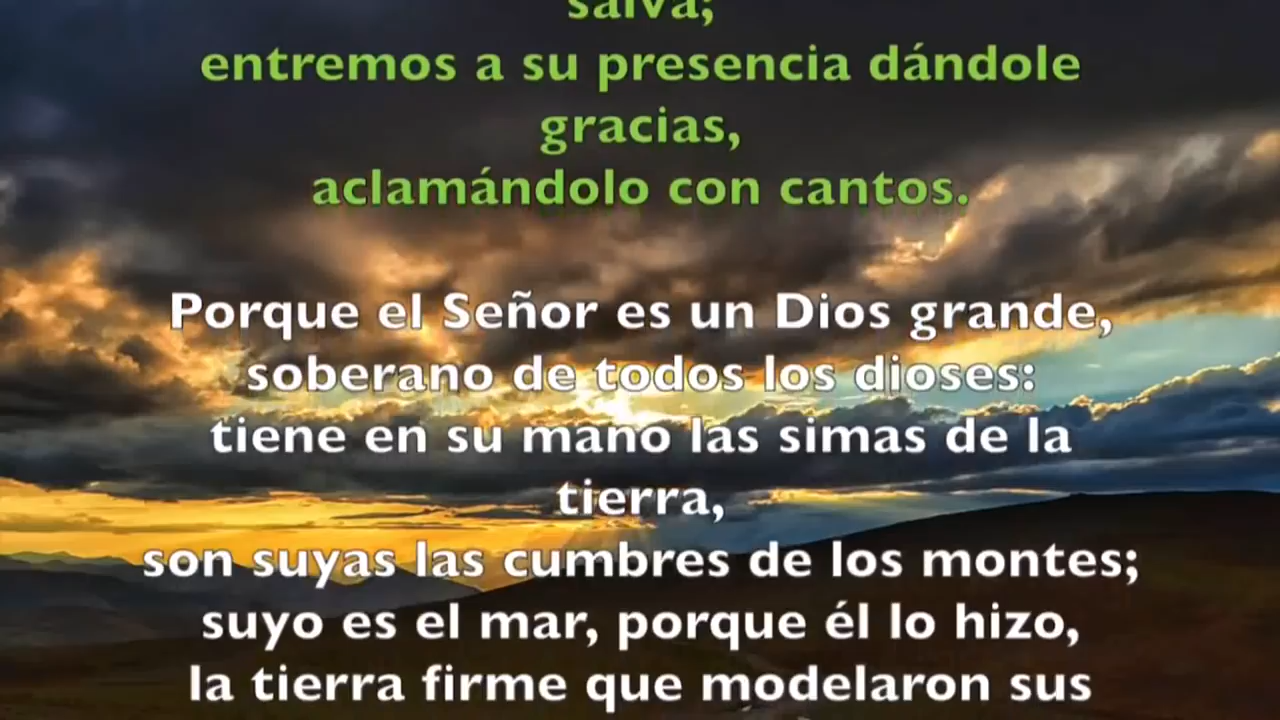 salva;
entremos a su presencia dándole
gracias,
aclamándolo con cantos.
Porque el Señor es un Dios grande,
soberano de todos los dioses:
tiene en su mano las simas de la
tierra,
son suyas las cumbres de los montes;
suyo es el mar, porque él lo hizo,
la tierra firme que modelaron sus